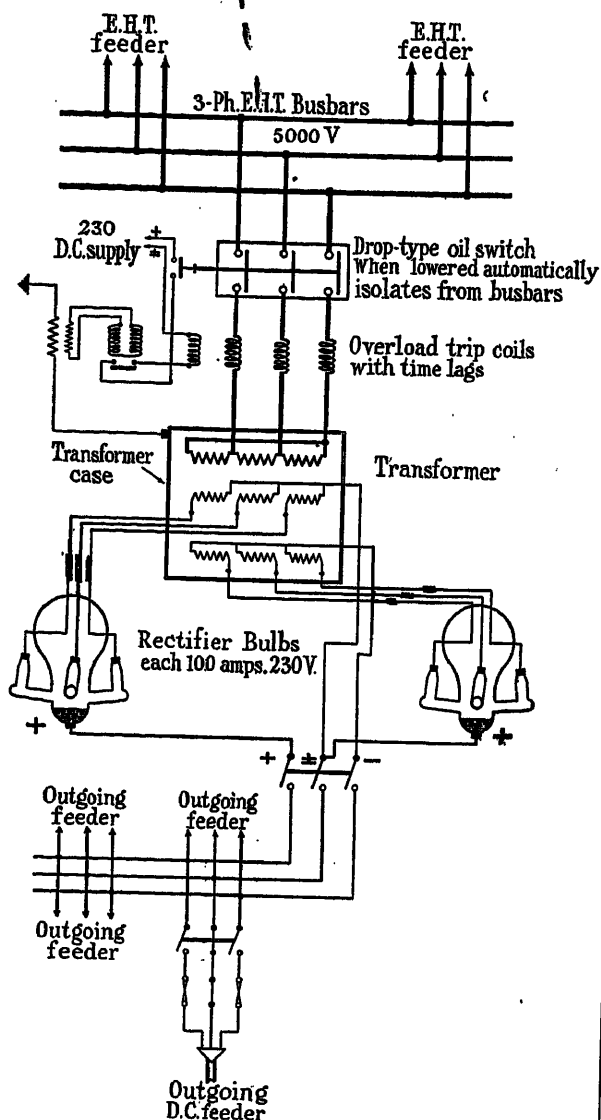 E.H.T.
feeder
E.H.T.
feeder
3-Ph.E.H.T. Busbars
5000 V
230
D.C. supply
+
±
Drop-type oil switch
When lowered automatically
isolates from busbars
Overload trip coils
with time lags
Transformer
case
Transformer
Rectifier Bulbs
each 100 amps. 230V.
+
+
+
±
-
Outgoing
feeder
Outgoing
feeder
Outgoing
feeder
Outgoing
D.C. feeder